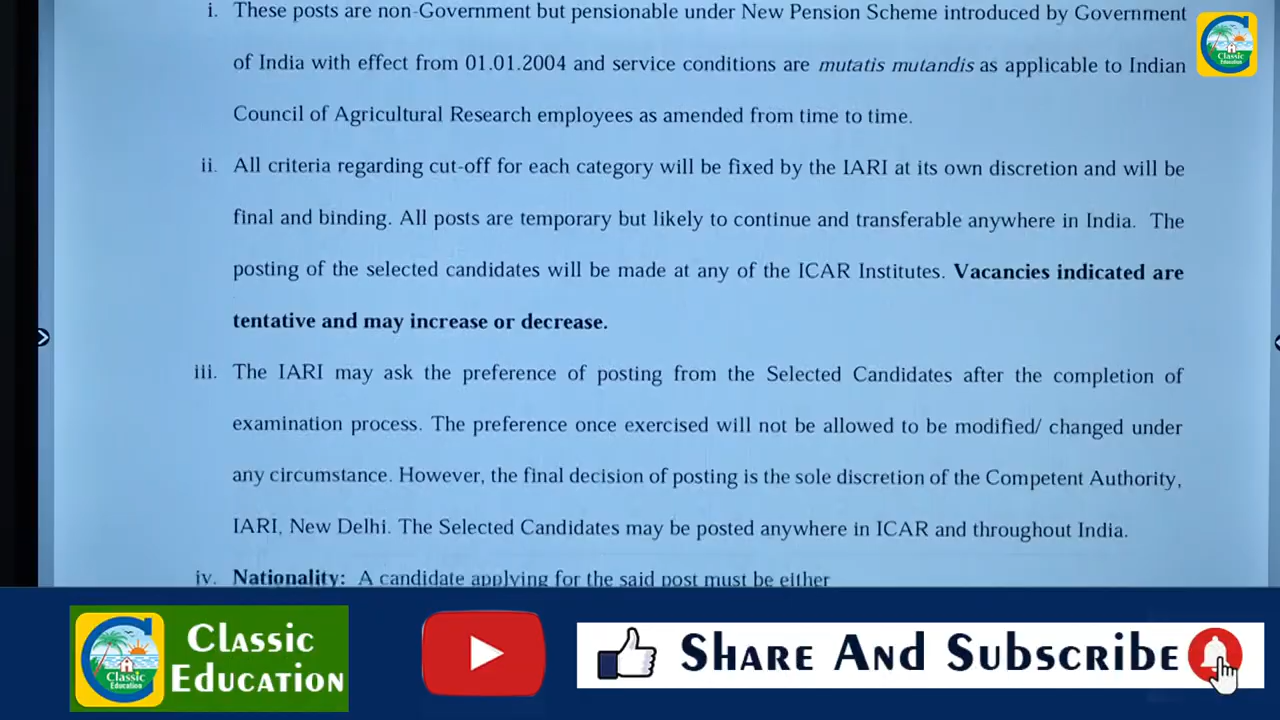 i. These posts are non-Government but pensionable under New Pension Scheme introduced by Government
of India with effect from 01.01.2004 and service conditions are mutatis mutandis as applicable to Indian
Council of Agricultural Research employees as amended from time to time.
ii. All criteria regarding cut-off for each category will be fixed by the IARI at its own discretion and will be
final and binding. All posts are temporary but likely to continue and transferable anywhere in India. The
posting of the selected candidates will be made at any of the ICAR Institutes. Vacancies indicated are
tentative and may increase or decrease.
iii. The IARI may ask the preference of posting from the Selected Candidates after the completion of
examination process. The preference once exercised will not be allowed to be modified/ changed under
any circumstance. However, the final decision of posting is the sole discretion of the Competent Authority,
IARI, New Delhi. The Selected Candidates may be posted anywhere in ICAR and throughout India.
iv. Nationality: A candidate applying for the said post must be either
Classic
Education
Classic
Education
Classic
Education
Share And Subscribe